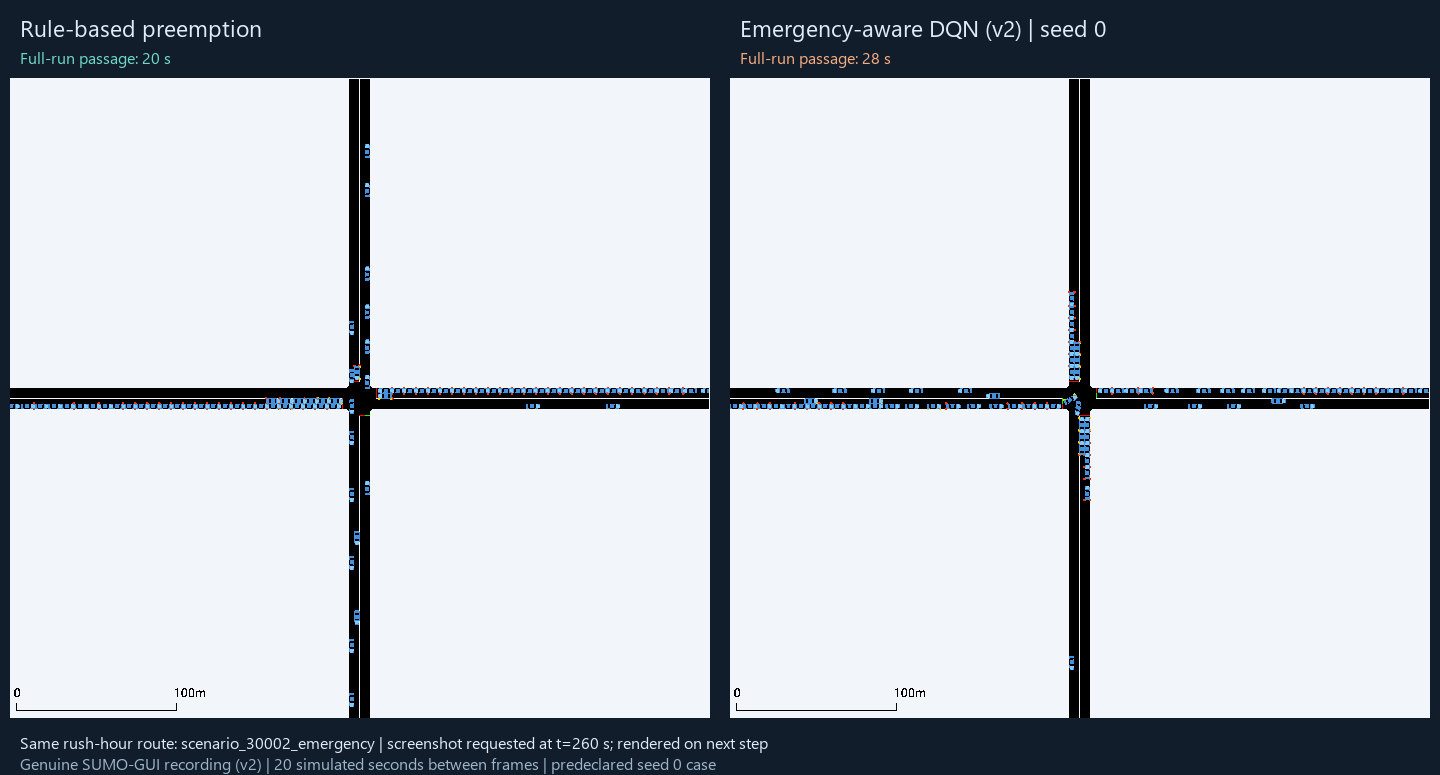 Rule-based preemption
Full-run passage: 20 s
Emergency-aware DQN (v2) | seed 0
Full-run passage: 28 s
0 100m
0 100m
Same rush-hour route: scenario_30002_emergency | screenshot requested at t=260 s; rendered on next step
Genuine SUMO-GUI recording (v2) | 20 simulated seconds between frames | predeclared seed 0 case